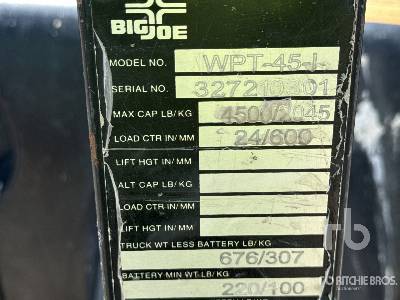 BIG JOE
MODEL NO. WPT-45-I
SERIAL NO. 327210301
MAX CAP LB/KG 4500/2045
LOAD CTR IN/MM 24/600
LIFT HGT IN/MM
ALT CAP LB/KG
LOAD CTR IN/MM
LIFT HGT IN/MM
TRUCK WT LESS BATTERY LB/KG
676/307
BATTERY MIN WT LB/KG
220/100
rb
RITCHIE BROS